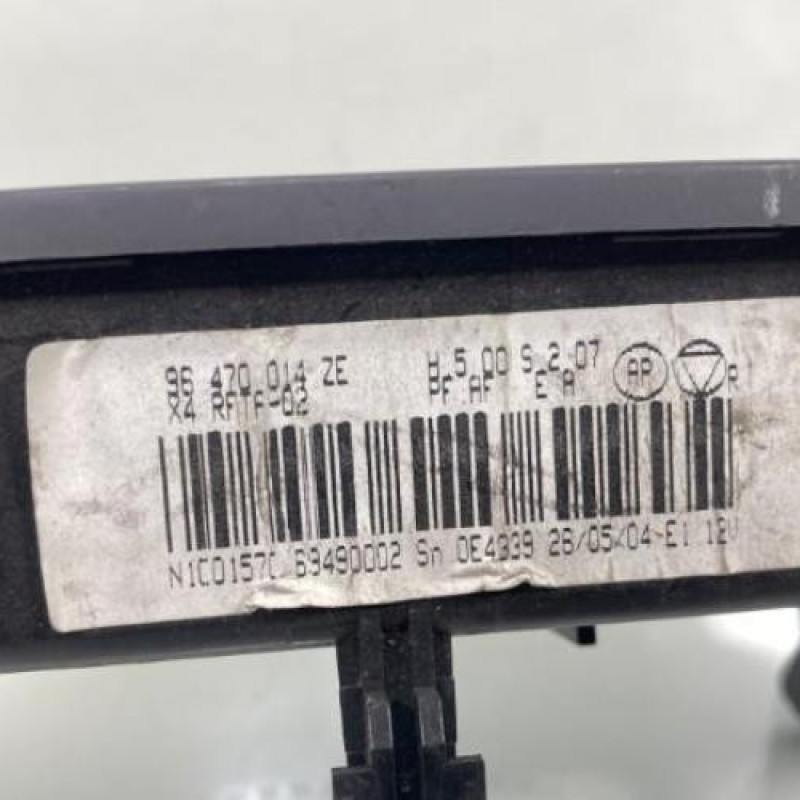 96 470 014 ZE H 5.00 S 2.07
X4 RFTF-02 PF AF E A AP R
N1C0157C 69490002 Sn 0E4339 26/05/04 E1 12V